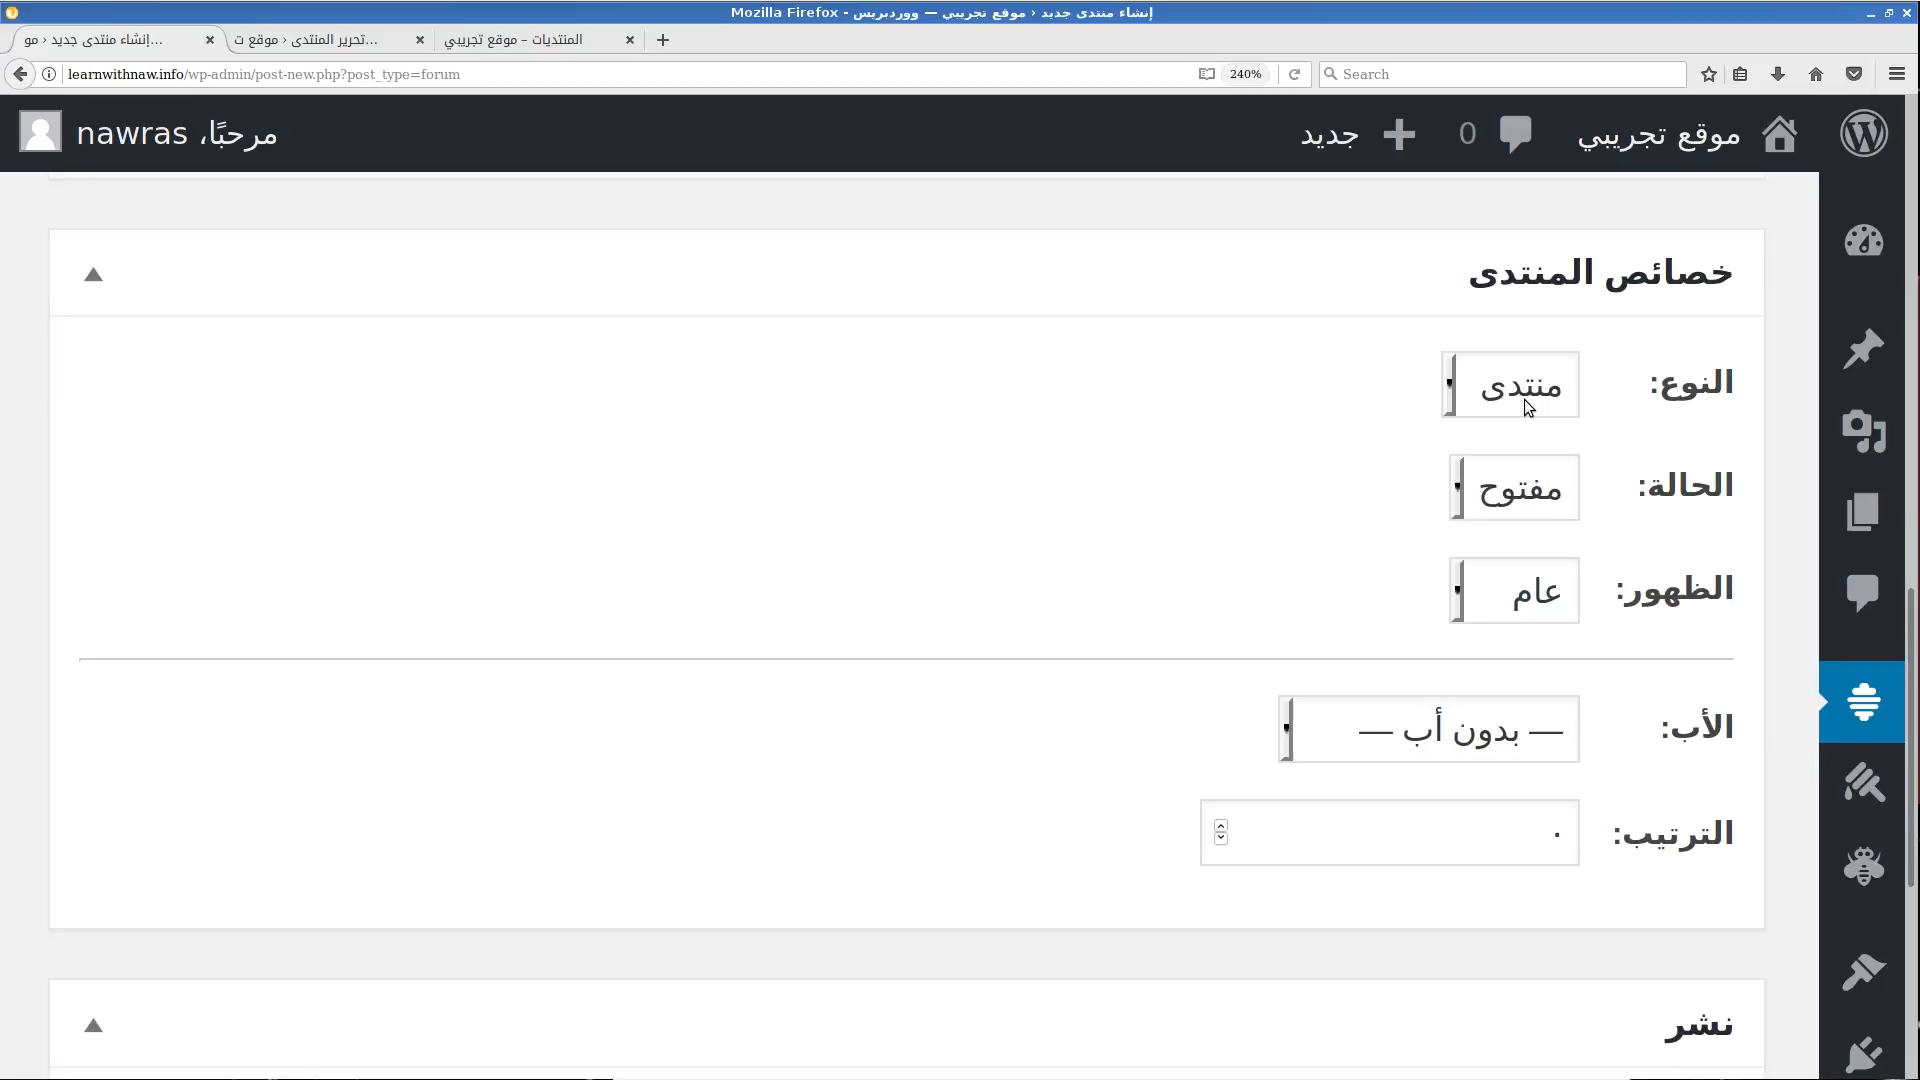 إنشاء منتدى جديد ‹ موقع تجريبي — ووردبريس - Mozilla Firefox
إنشاء منتدى جديد ‹ مو...
تحرير المنتدى ‹ موقع ت...
المنتديات – موقع تجريبي
learnwithnaw.info/wp-admin/post-new.php?post_type=forum
240%
Search
موقع تجريبي
0
جديد
مرحبًا، nawras
خصائص المنتدى
النوع:
منتدى
الحالة:
مفتوح
الظهور:
عام
الأب:
— بدون أب —
الترتيب:
٠
نشر